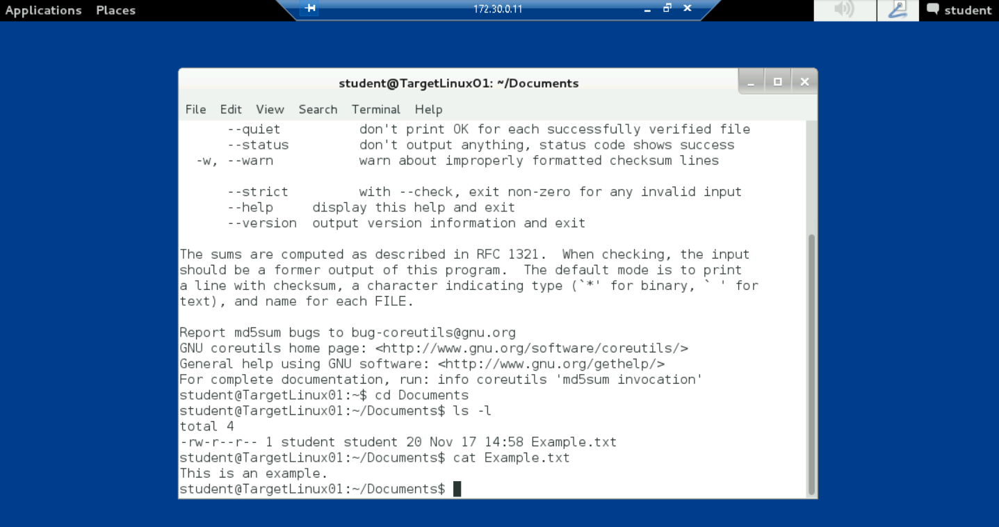 Applications Places 172.30.0.11 student
student@TargetLinux01: ~/Documents
File Edit View Search Terminal Help
--quiet don't print OK for each successfully verified file
--status don't output anything, status code shows success
-w, --warn warn about improperly formatted checksum lines
--strict with --check, exit non-zero for any invalid input
--help display this help and exit
--version output version information and exit
The sums are computed as described in RFC 1321. When checking, the input
should be a former output of this program. The default mode is to print
a line with checksum, a character indicating type (`*' for binary, ` ' for
text), and name for each FILE.
Report md5sum bugs to bug-coreutils@gnu.org
GNU coreutils home page: <http://www.gnu.org/software/coreutils/>
General help using GNU software: <http://www.gnu.org/gethelp/>
For complete documentation, run: info coreutils 'md5sum invocation'
student@TargetLinux01:~$ cd Documents
student@TargetLinux01:~/Documents$ ls -l
total 4
-rw-r--r-- 1 student student 20 Nov 17 14:58 Example.txt
student@TargetLinux01:~/Documents$ cat Example.txt
This is an example.
student@TargetLinux01:~/Documents$